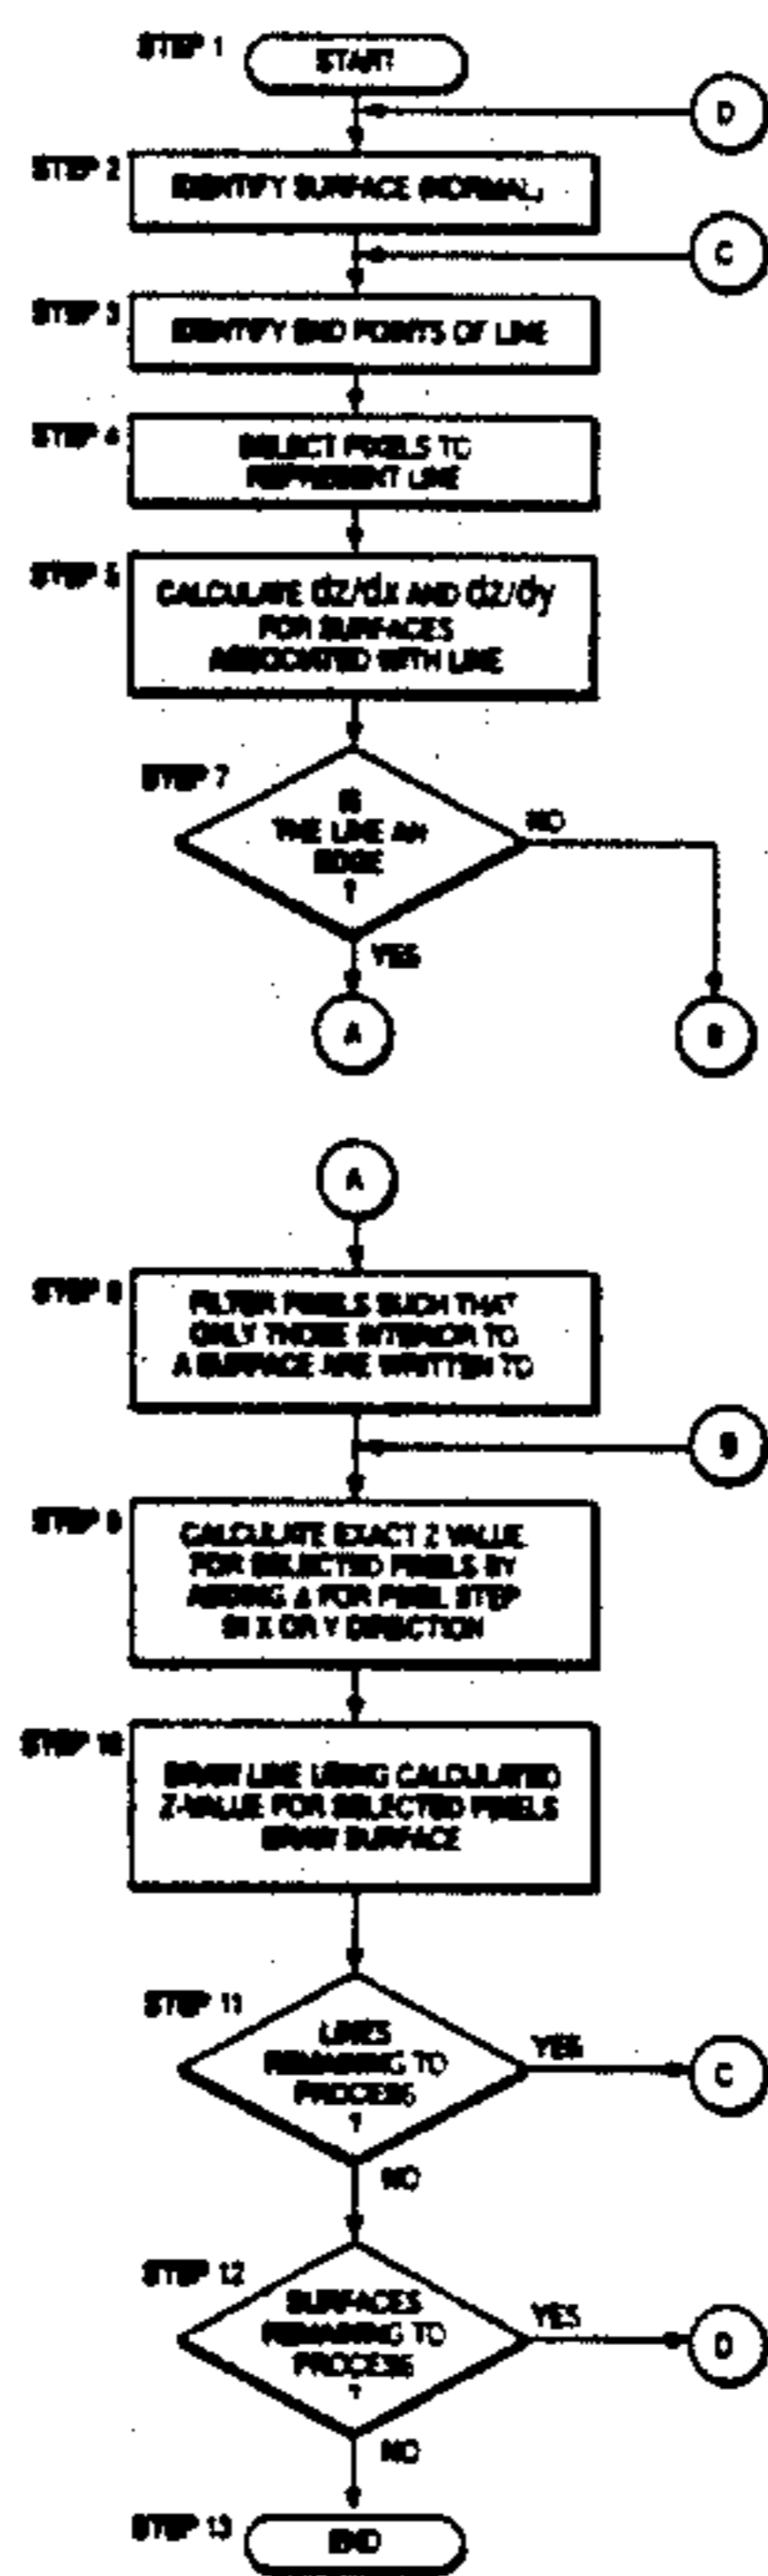 STEP 1
START
D
STEP 2
IDENTIFY SURFACE (NORMAL)
C
STEP 3
IDENTIFY END POINTS OF LINE
STEP 4
SELECT PIXELS TO
REPRESENT LINE
STEP 5
CALCULATE dz/dx AND dz/dy
FOR SURFACES
ASSOCIATED WITH LINE
STEP 7
IS
THE LINE AN
EDGE
?
NO
YES
A
B
A
STEP 8
FILTER PIXELS SUCH THAT
ONLY THOSE INTERIOR TO
A SURFACE ARE WRITTEN TO
B
STEP 9
CALCULATE EXACT Z VALUE
FOR SELECTED PIXELS BY
ADDING Δ FOR PIXEL STEP
IN X OR Y DIRECTION
STEP 10
DRAW LINE USING CALCULATED
Z-VALUE FOR SELECTED PIXELS
DRAW SURFACE
STEP 11
LINES
REMAINING TO
PROCESS
?
YES
C
NO
STEP 12
SURFACES
REMAINING TO
PROCESS
?
YES
D
NO
STEP 13
END